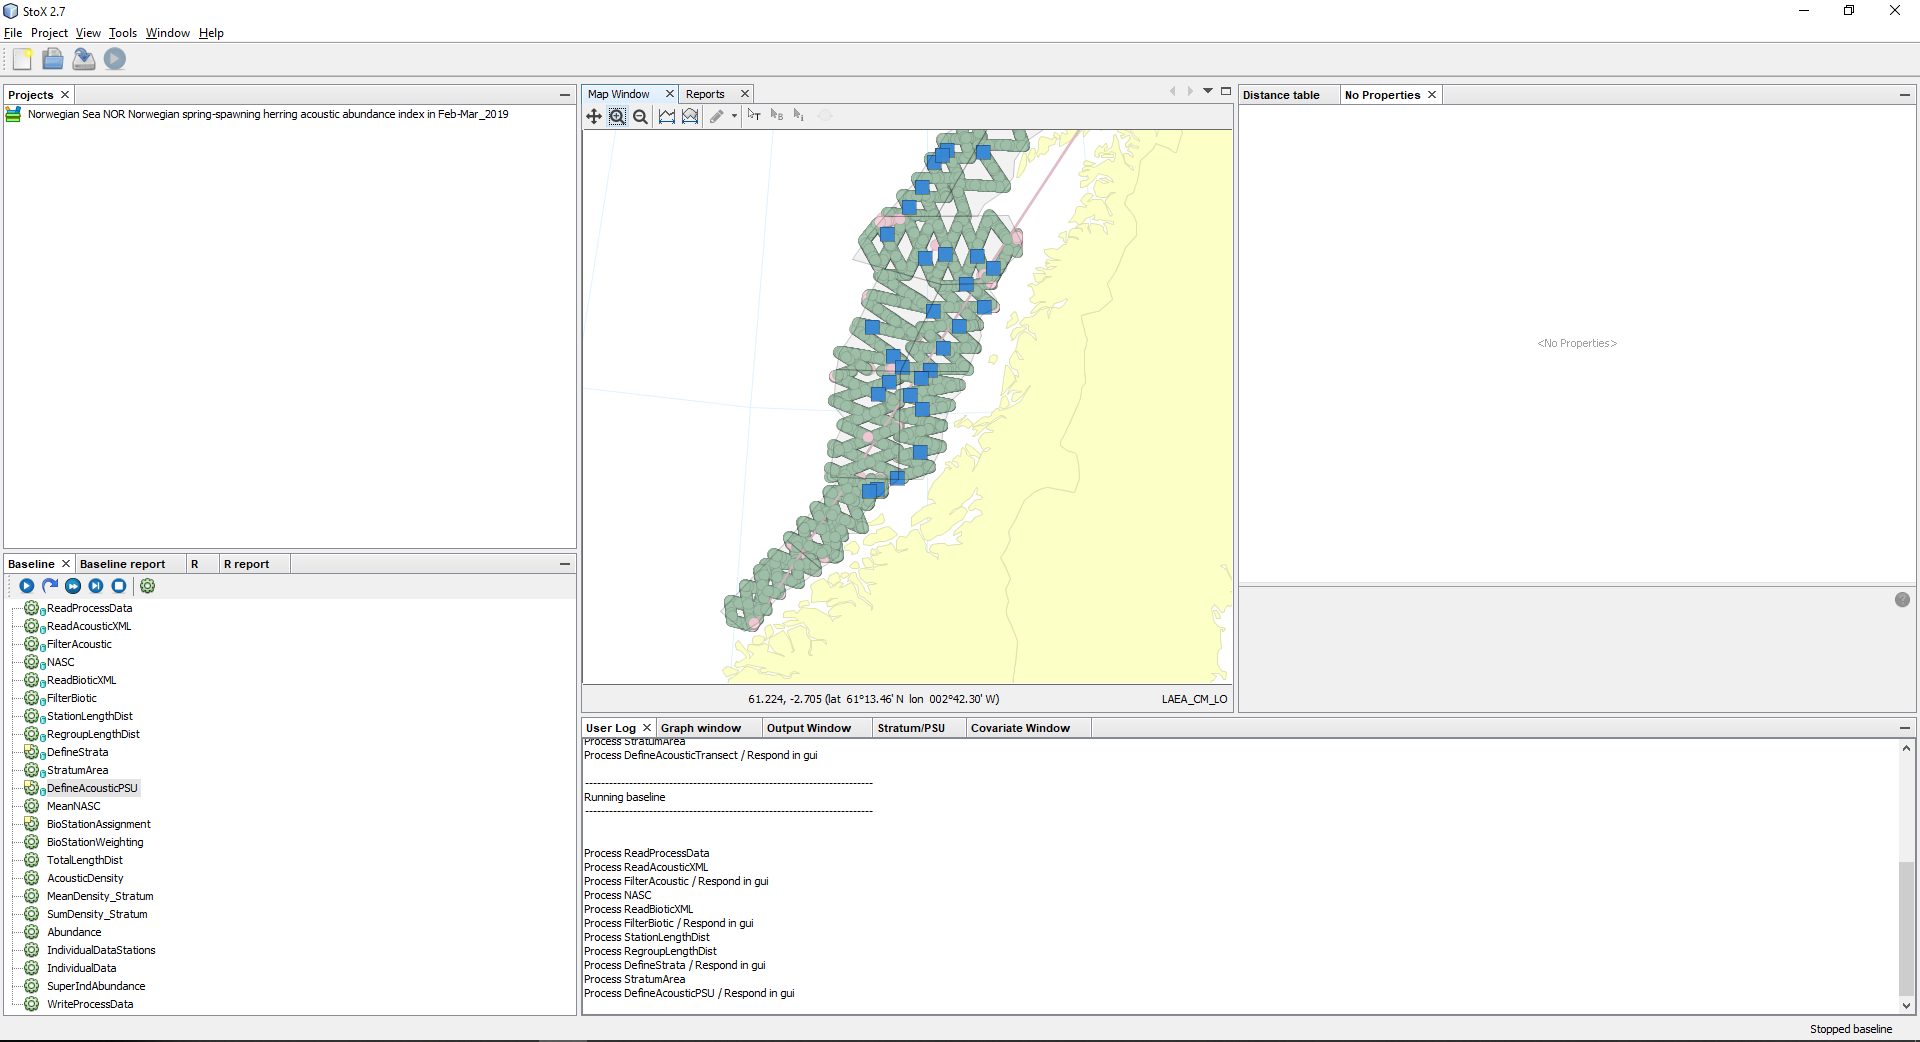 StoX 2.7
File Project View Tools Window Help
Projects
Norwegian Sea NOR Norwegian spring-spawning herring acoustic abundance index in Feb-Mar_2019
Map Window Reports
61.224, -2.705 (lat 61°13.46' N lon 002°42.30' W) LAEA_CM_LO
Distance table No Properties
<No Properties>
Baseline Baseline report R R report
ReadProcessData
ReadAcousticXML
FilterAcoustic
NASC
ReadBioticXML
FilterBiotic
StationLengthDist
RegroupLengthDist
DefineStrata
StratumArea
DefineAcousticPSU
MeanNASC
BioStationAssignment
BioStationWeighting
TotalLengthDist
AcousticDensity
MeanDensity_Stratum
SumDensity_Stratum
Abundance
IndividualDataStations
IndividualData
SuperIndAbundance
WriteProcessData
User Log Graph window Output Window Stratum/PSU Covariate Window
Process StratumArea
Process DefineAcousticTransect / Respond in gui
Running baseline
Process ReadProcessData
Process ReadAcousticXML
Process FilterAcoustic / Respond in gui
Process NASC
Process ReadBioticXML
Process FilterBiotic / Respond in gui
Process StationLengthDist
Process RegroupLengthDist
Process DefineStrata / Respond in gui
Process StratumArea
Process DefineAcousticPSU / Respond in gui
Stopped baseline